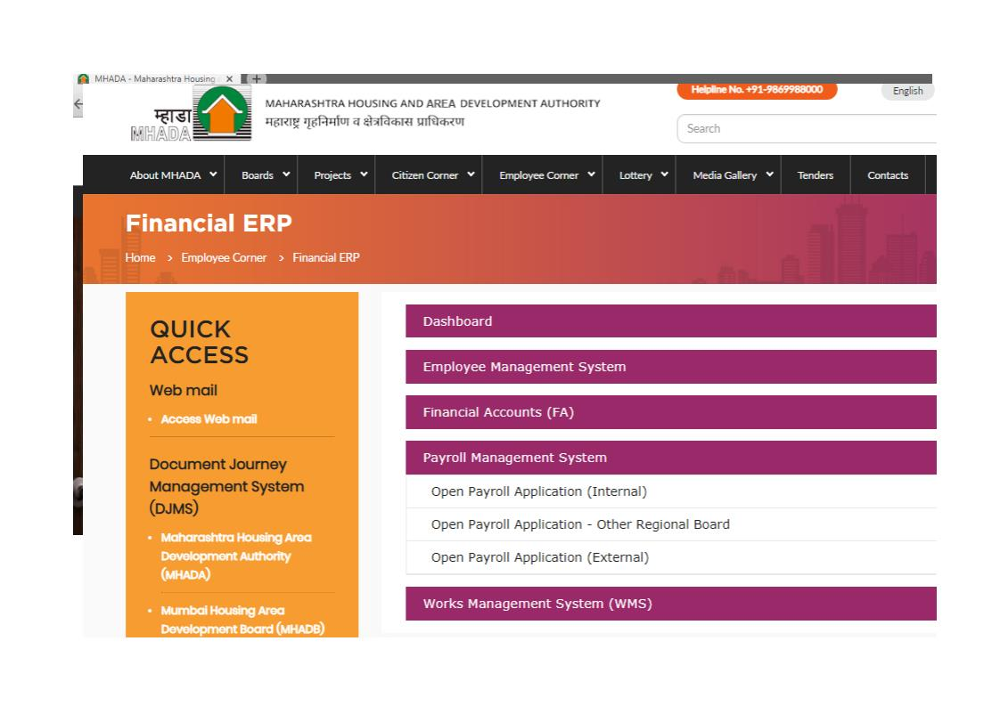 MHADA - Maharashtra Housing
Helpline No. +91-9869988000
English
म्हाडा
MHADA
MAHARASHTRA HOUSING AND AREA DEVELOPMENT AUTHORITY
महाराष्ट्र गृहनिर्माण व क्षेत्रविकास प्राधिकरण
Search
About MHADA Boards Projects Citizen Corner Employee Corner Lottery Media Gallery Tenders Contacts
Financial ERP
Home > Employee Corner > Financial ERP
QUICK
ACCESS
Web mail
• Access Web mail
Document Journey
Management System
(DJMS)
• Maharashtra Housing Area
Development Authority
(MHADA)
• Mumbai Housing Area
Development Board (MHADB)
Dashboard
Employee Management System
Financial Accounts (FA)
Payroll Management System
Open Payroll Application (Internal)
Open Payroll Application - Other Regional Board
Open Payroll Application (External)
Works Management System (WMS)